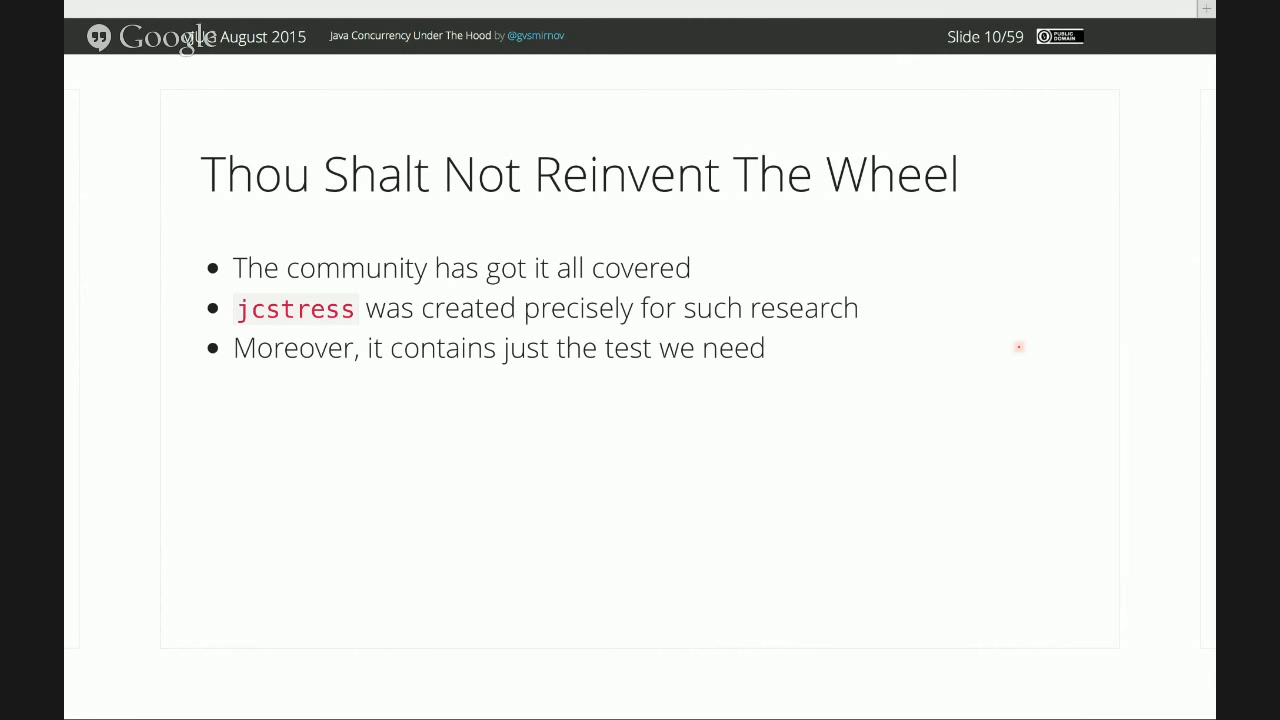 Google
August 2015
Java Concurrency Under The Hood by @gvsmirnov
Slide 10/59
PUBLIC DOMAIN
Thou Shalt Not Reinvent The Wheel
The community has got it all covered
jcstress was created precisely for such research
Moreover, it contains just the test we need